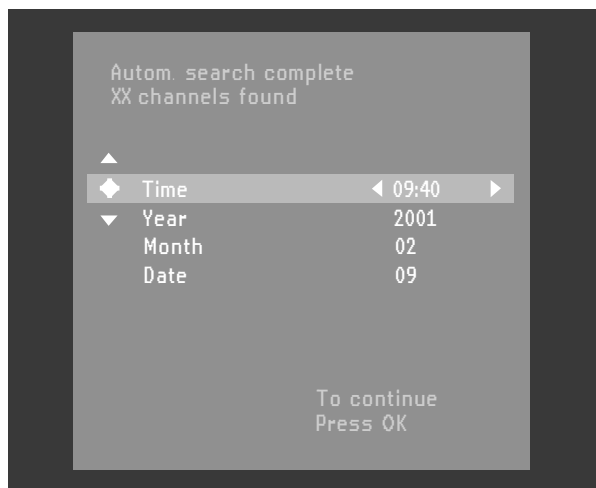 Autom. search complete
XX channels found
Time 09:40
Year 2001
Month 02
Date 09
To continue
Press OK